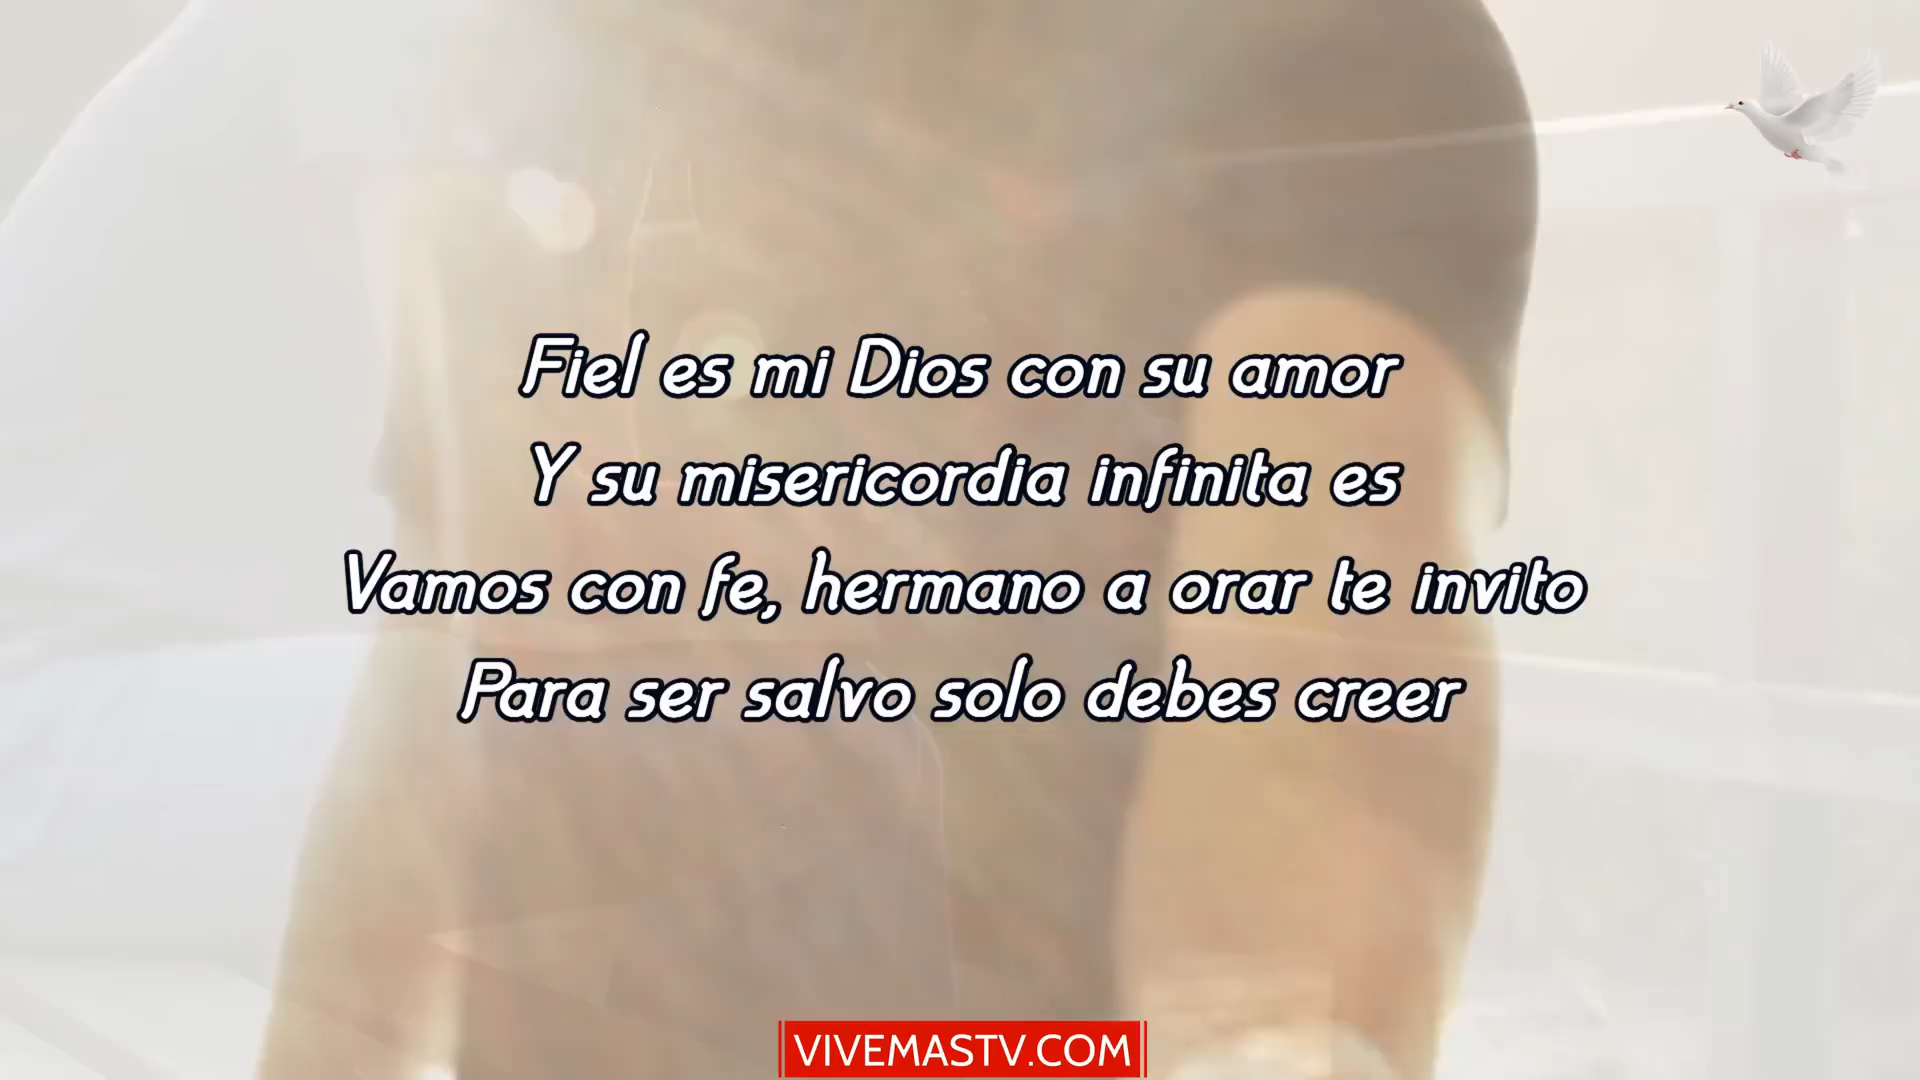 Fiel es mi Dios con su amor
Y su misericordia infinita es
Vamos con fe, hermano a orar te invito
Para ser salvo solo debes creer
VIVEMASTV.COM